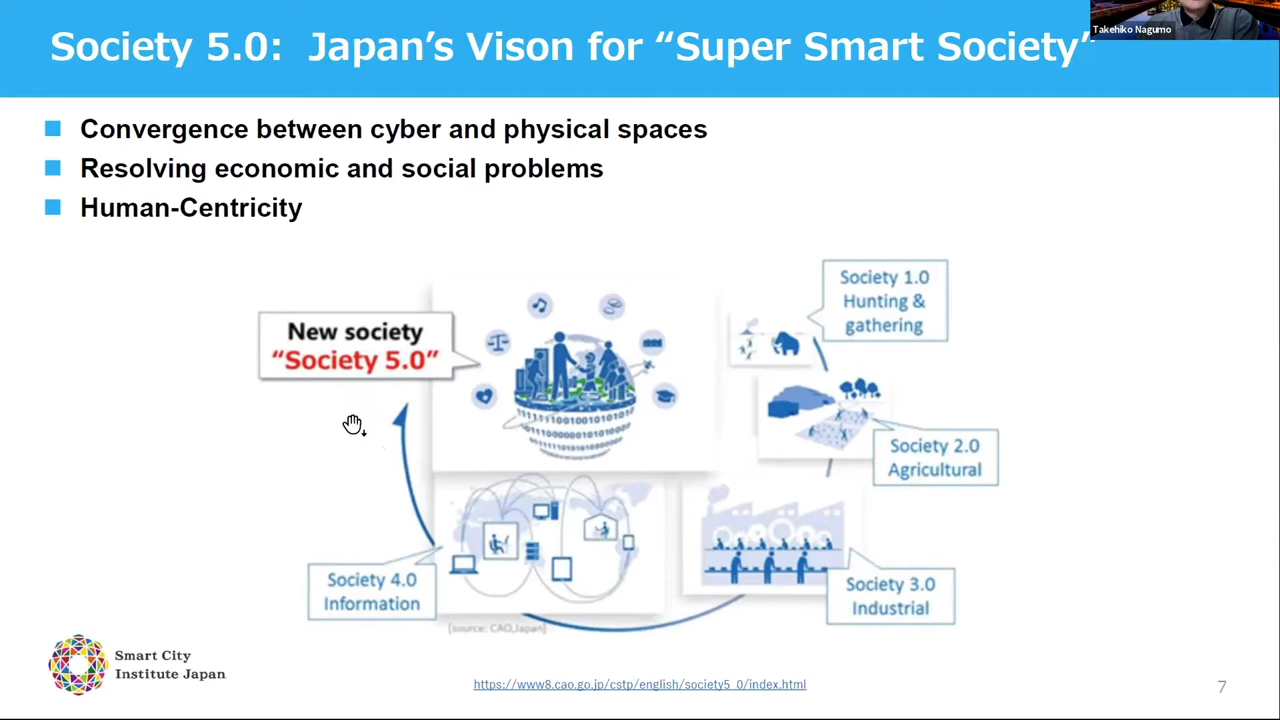 Society 5.0:  Japan’s Vison for “Super Smart Society”
Takehiko Nagumo
Convergence between cyber and physical spaces
Resolving economic and social problems
Human-Centricity
Society 1.0
Hunting &
gathering
New society
“Society 5.0”
Society 2.0
Agricultural
Society 4.0
Information
Society 3.0
Industrial
[source: CAO,Japan]
Smart City
Institute Japan
https://www8.cao.go.jp/cstp/english/society5_0/index.html
7